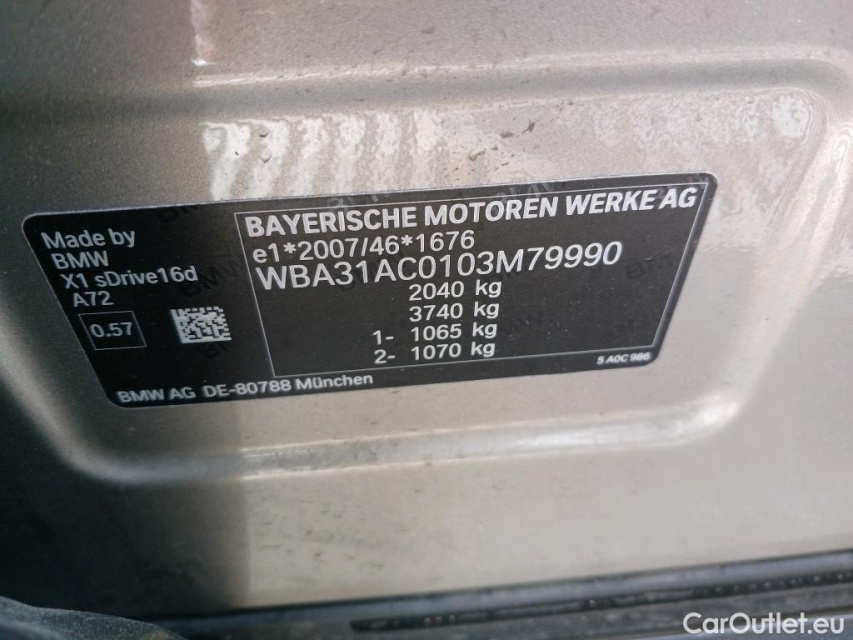 Made by
BMW
X1 sDrive16d
A72
0.57
BAYERISCHE MOTOREN WERKE AG
e1*2007/46*1676
WBA31AC0103M79990
2040 kg
3740 kg
1- 1065 kg
2- 1070 kg
5 A0C 986
BMW AG DE-80788 München
CarOutlet.eu